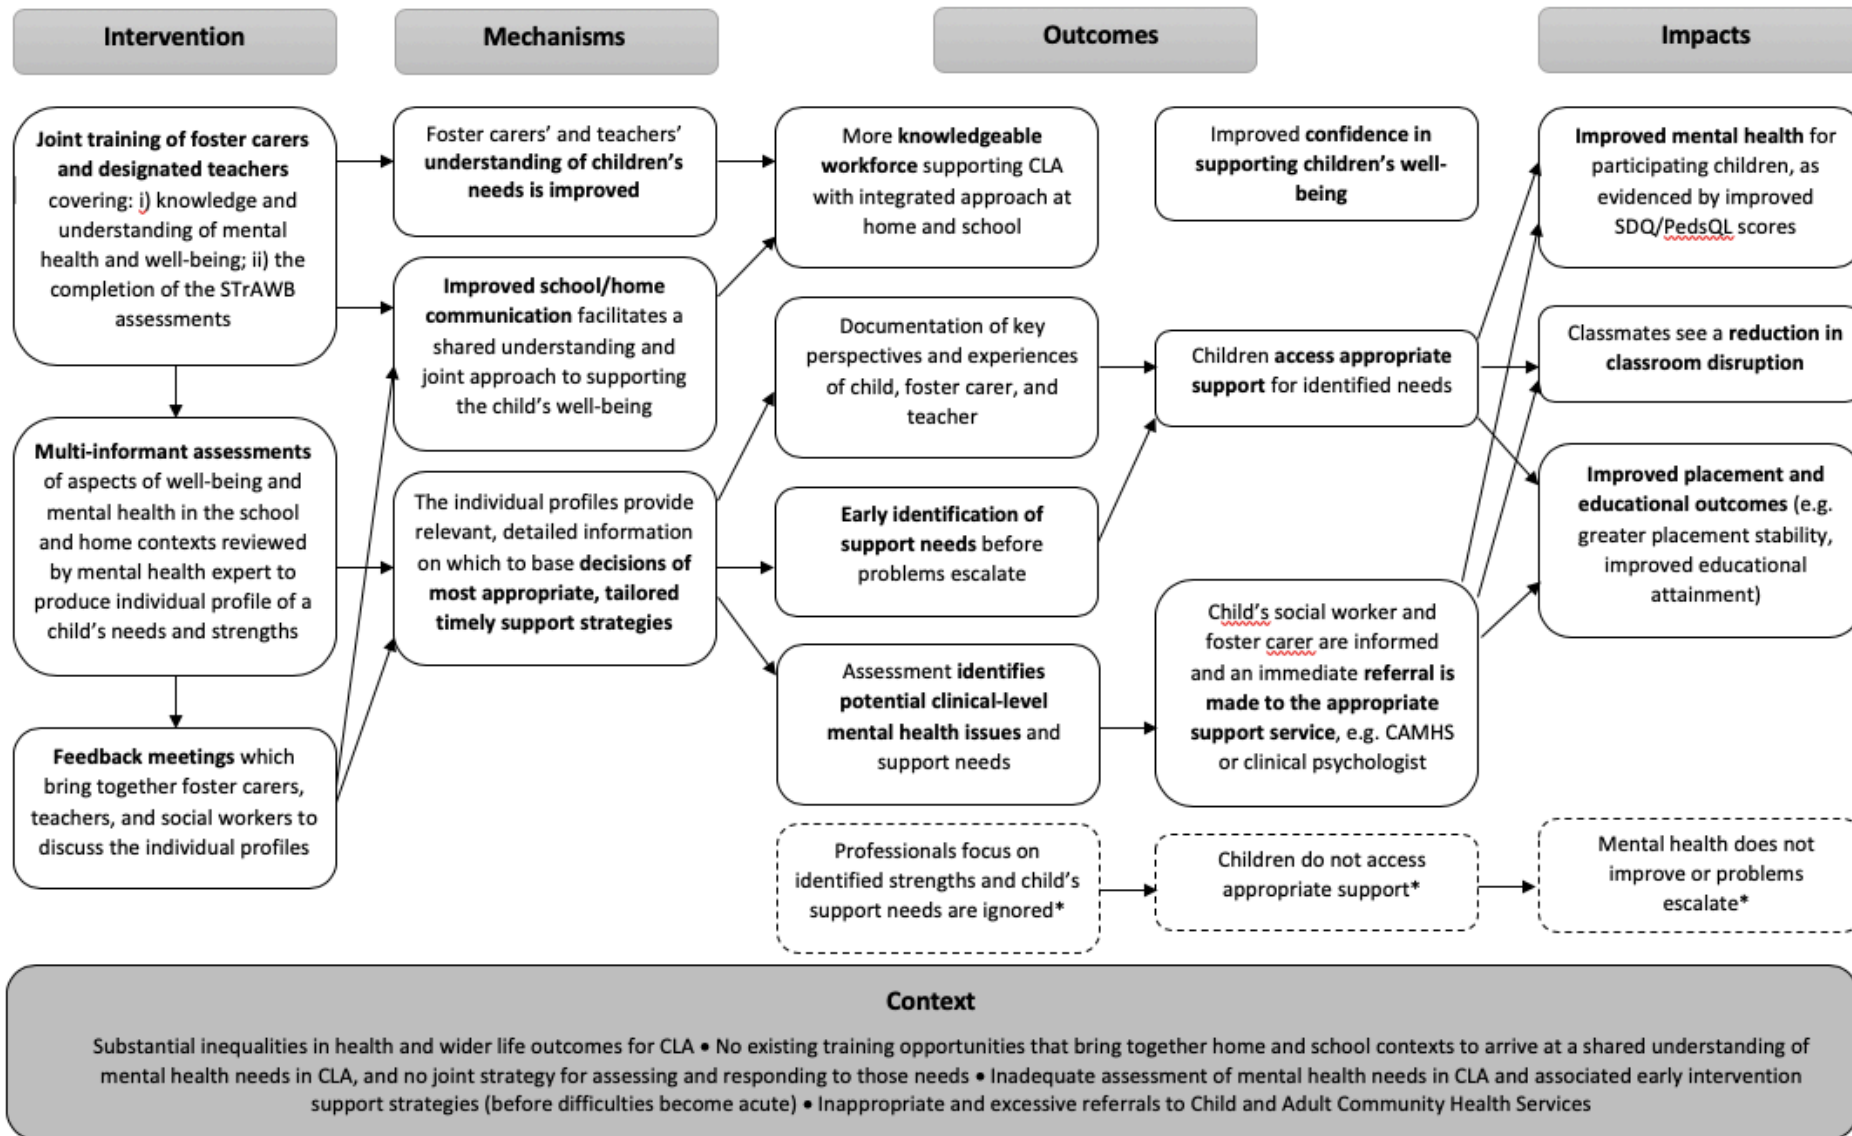 Intervention
Mechanisms
Outcomes
Impacts
Joint training of foster carers
and designated teachers
covering: i) knowledge and
understanding of mental
health and well-being; ii) the
completion of the STrAWB
assessments
Multi-informant assessments
of aspects of well-being and
mental health in the school
and home contexts reviewed
by mental health expert to
produce individual profile of a
child's needs and strengths
Feedback meetings which
bring together foster carers,
teachers, and social workers to
discuss the individual profiles
Foster carers' and teachers'
understanding of children's
needs is improved
Improved school/home
communication facilitates a
shared understanding and
joint approach to supporting
the child's well-being
The individual profiles provide
relevant, detailed information
on which to base decisions of
most appropriate, tailored
timely support strategies
More knowledgeable
workforce supporting CLA
with integrated approach at
home and school
Documentation of key
perspectives and experiences
of child, foster carer, and
teacher
Early identification of
support needs before
problems escalate
Assessment identifies
potential clinical-level
mental health issues and
support needs
Professionals focus on
identified strengths and child's
support needs are ignored*
Improved confidence in
supporting children's well-
being
Children access appropriate
support for identified needs
Child's social worker and
foster carer are informed
and an immediate referral is
made to the appropriate
support service, e.g. CAMHS
or clinical psychologist
Children do not access
appropriate support*
Improved mental health for
participating children, as
evidenced by improved
SDQ/PedsQL scores
Classmates see a reduction in
classroom disruption
Improved placement and
educational outcomes (e.g.
greater placement stability,
improved educational
attainment)
Mental health does not
improve or problems
escalate*
Context
Substantial inequalities in health and wider life outcomes for CLA • No existing training opportunities that bring together home and school contexts to arrive at a shared understanding of
mental health needs in CLA, and no joint strategy for assessing and responding to those needs • Inadequate assessment of mental health needs in CLA and associated early intervention
support strategies (before difficulties become acute) • Inappropriate and excessive referrals to Child and Adult Community Health Services